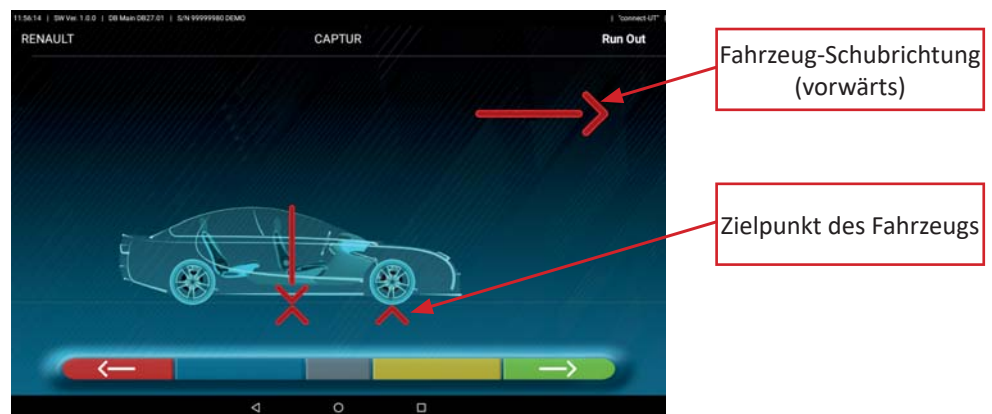 11:56:14 | SW Ver. 1.0.0 | DB Main DB27.01 | S/N 99999980 DEMO | "connect-UT" |
RENAULT CAPTUR Run Out
Fahrzeug-Schubrichtung
(vorwärts)
Zielpunkt des Fahrzeugs